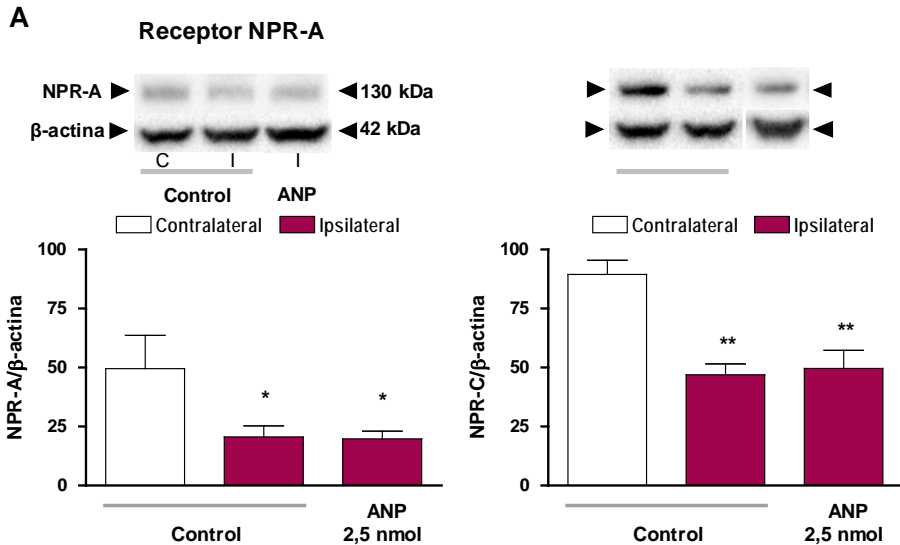 A
Receptor NPR-A
NPR-A
130 kDa
β-actina
42 kDa
C I I
Control ANP
Contralateral Ipsilateral
100
75
50
25
0
NPR-A/β-actina
* *
Control
ANP
2,5 nmol
Contralateral Ipsilateral
100
75
50
25
0
NPR-C/β-actina
** **
Control
ANP
2,5 nmol